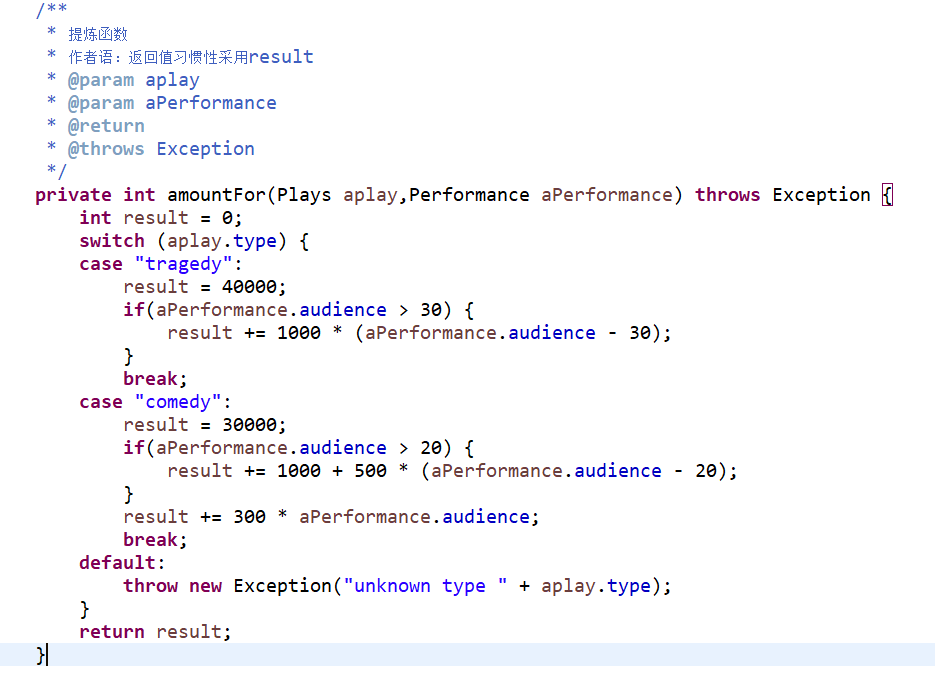 /**
 * 提炼函数
 * 作者语：返回值习惯性采用result
 * @param aplay
 * @param aPerformance
 * @return
 * @throws Exception
 */
private int amountFor(Plays aplay,Performance aPerformance) throws Exception {
    int result = 0;
    switch (aplay.type) {
    case "tragedy":
        result = 40000;
        if(aPerformance.audience > 30) {
            result += 1000 * (aPerformance.audience - 30);
        }
        break;
    case "comedy":
        result = 30000;
        if(aPerformance.audience > 20) {
            result += 1000 + 500 * (aPerformance.audience - 20);
        }
        result += 300 * aPerformance.audience;
        break;
    default:
        throw new Exception("unknown type " + aplay.type);
    }
    return result;
}